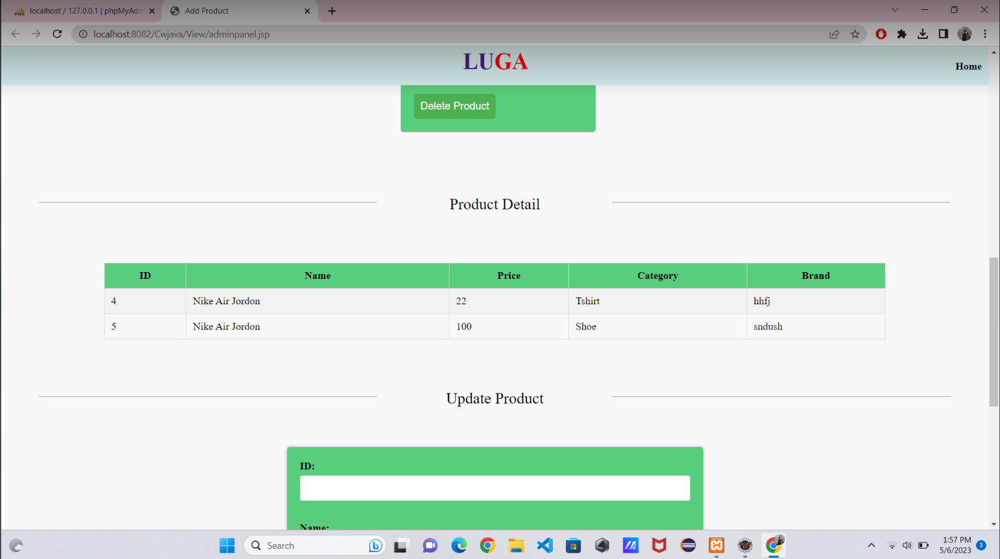 localhost / 127.0.0.1 | phpMyAdn
Add Product
localhost:8082/Cwjava/View/adminpanel.jsp
LUGA
Home
Delete Product
Product Detail
ID Name Price Category Brand
4 Nike Air Jordon 22 Tshirt hhfj
5 Nike Air Jordon 100 Shoe sndush
Update Product
ID:
Name:
Search
1:57 PM
5/6/2023
3